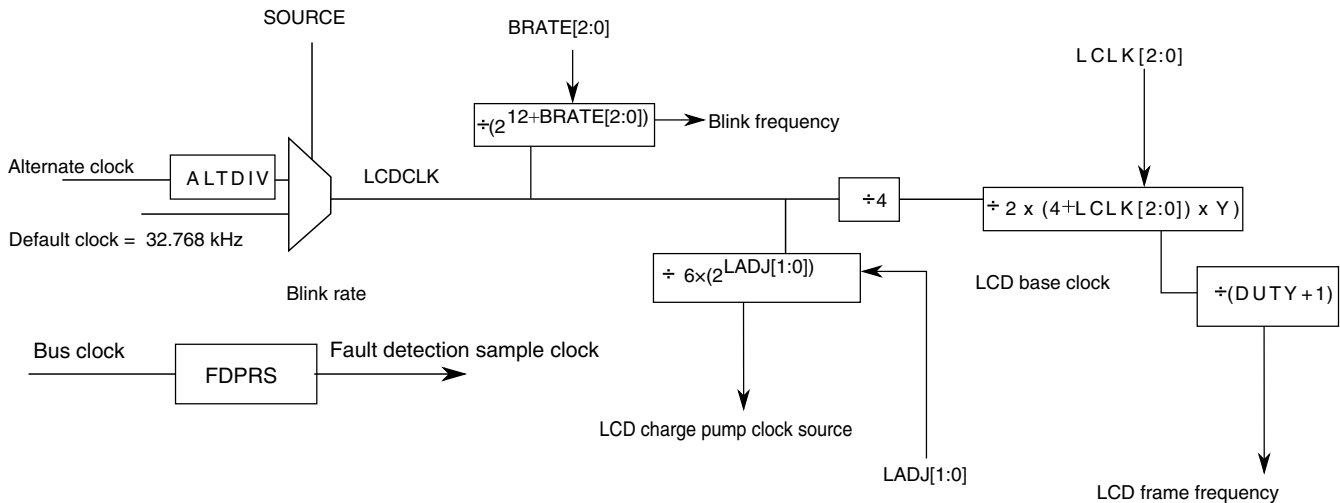 SOURCE
BRATE[2:0]
LCLK[2:0]
÷(2^12+BRATE[2:0])
Blink frequency
Alternate clock
ALTDIV
LCDCLK
÷4
÷ 2 x (4+LCLK[2:0]) x Y)
Default clock = 32.768 kHz
÷ 6×(2^LADJ[1:0])
LCD base clock
÷(DUTY+1)
Blink rate
Bus clock
FDPRS
Fault detection sample clock
LCD charge pump clock source
LADJ[1:0]
LCD frame frequency